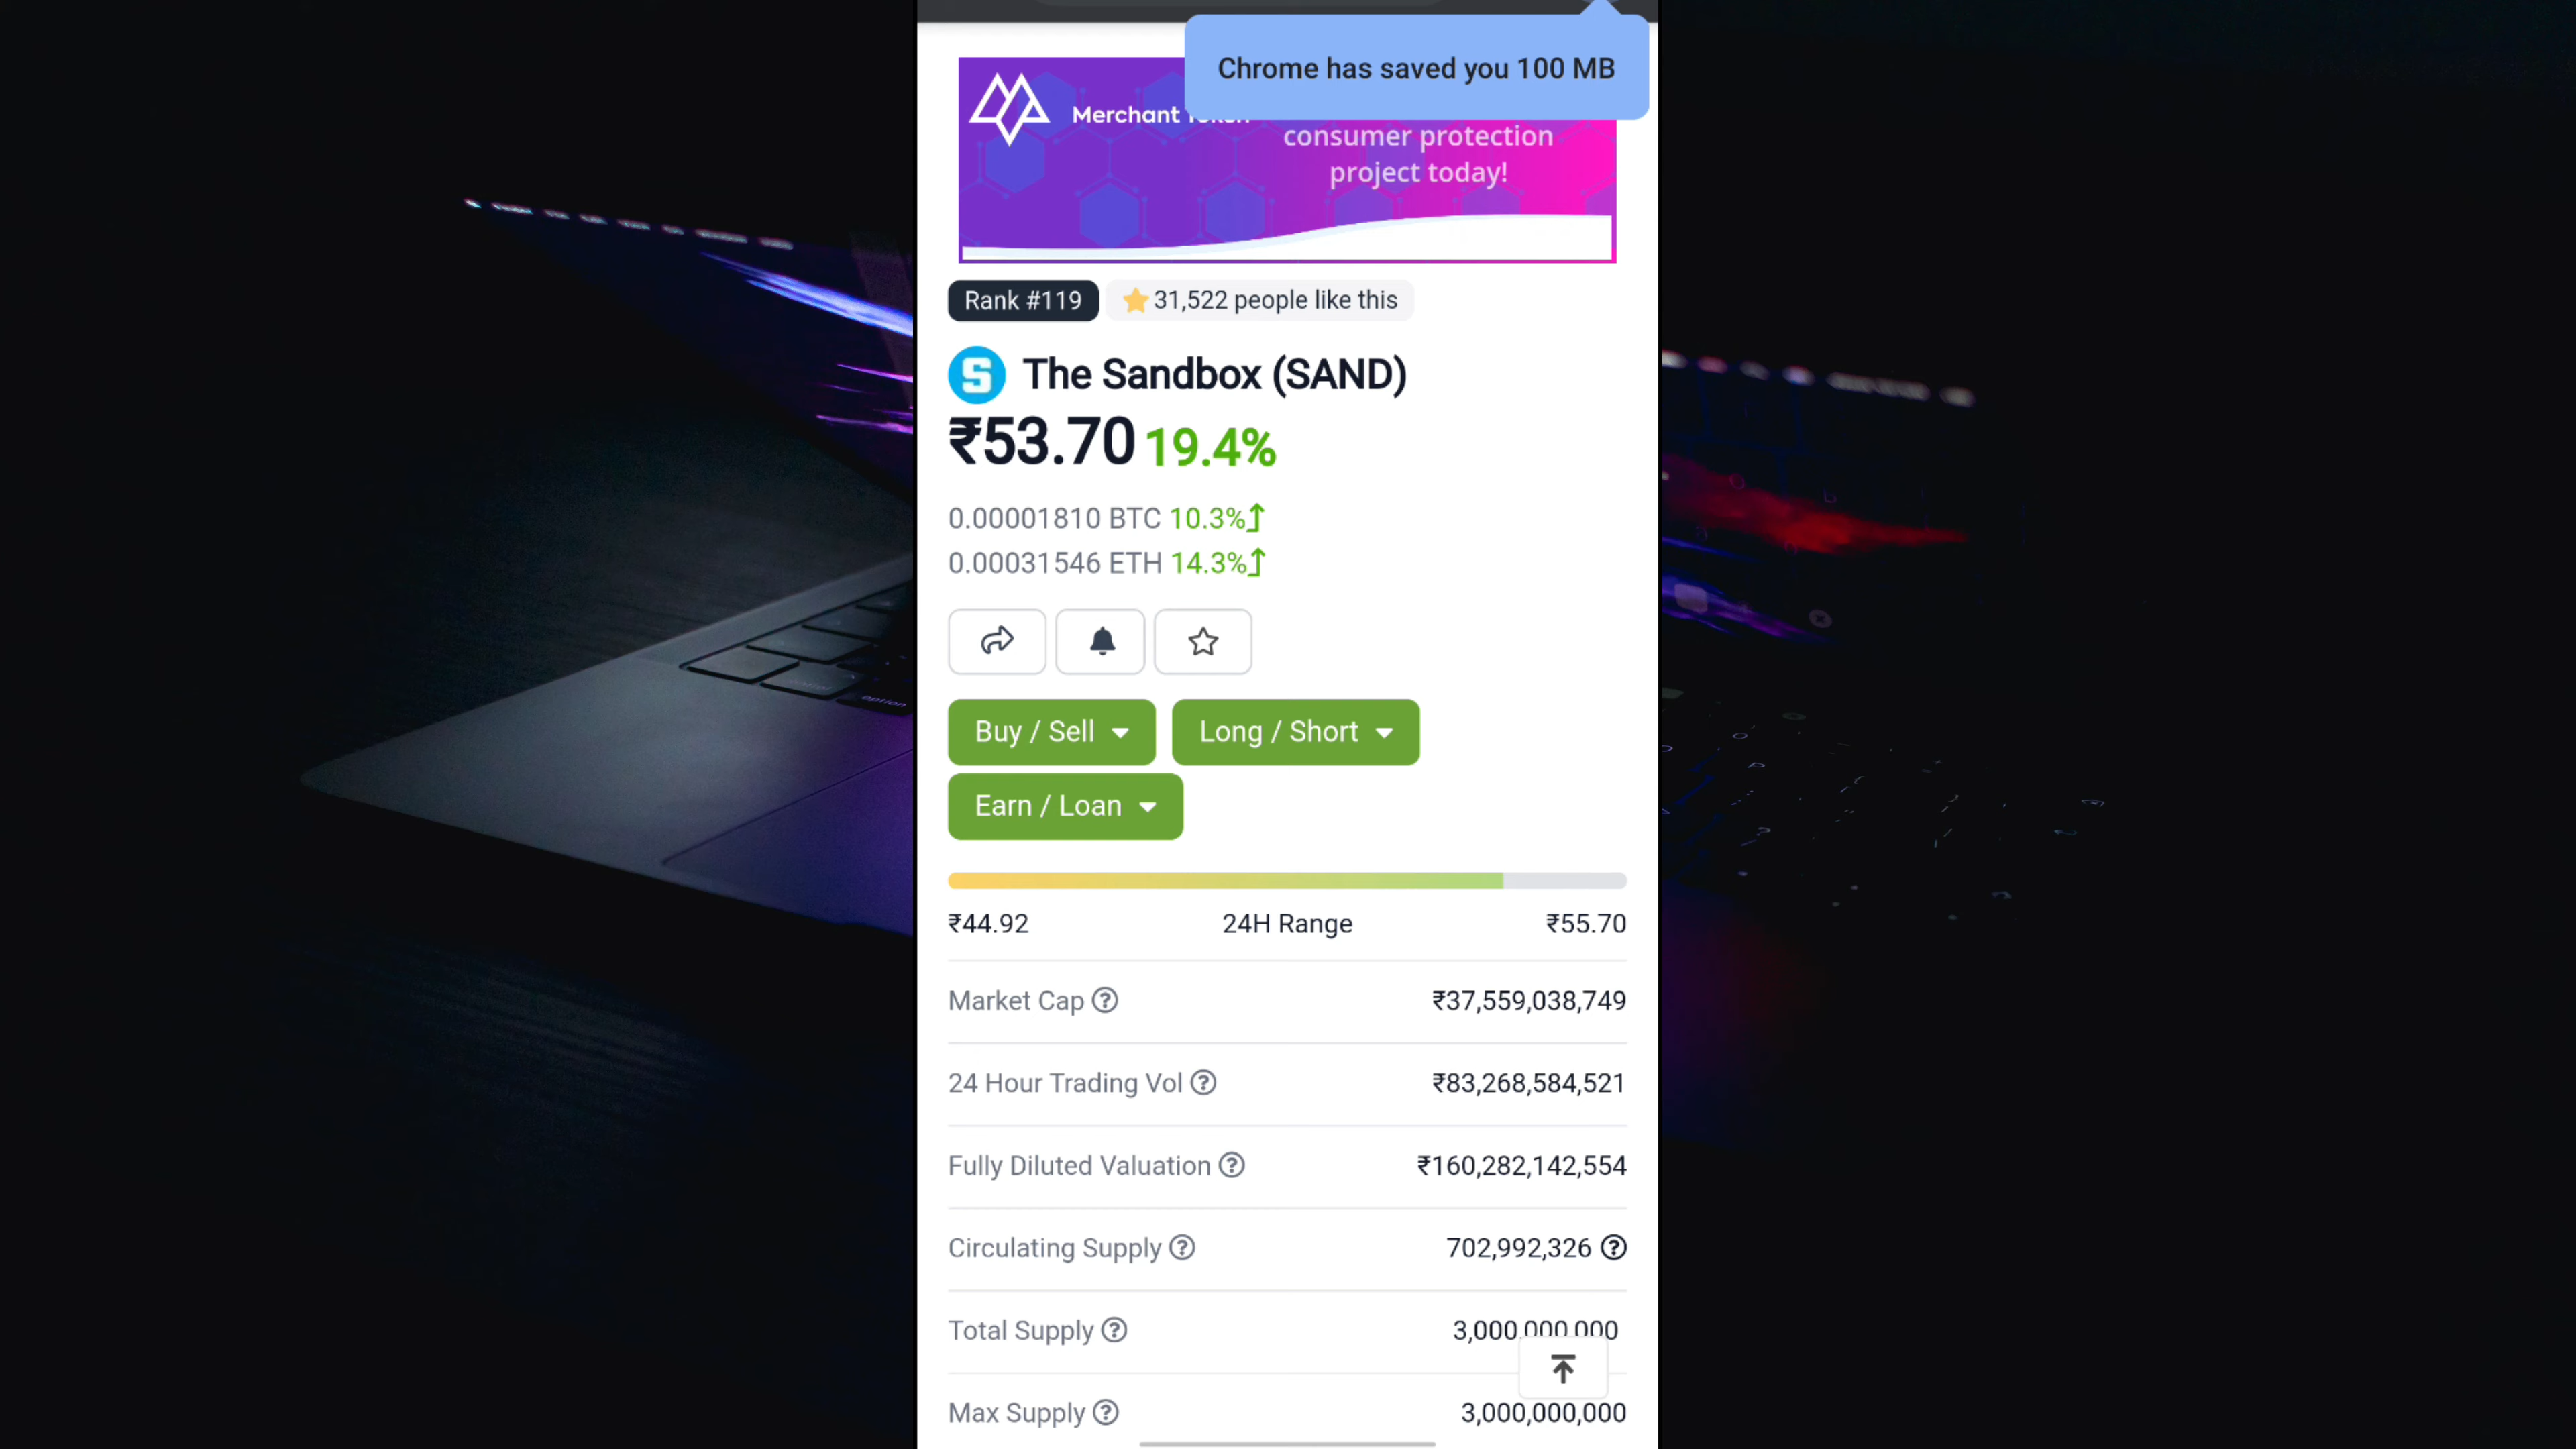 Chrome has saved you 100 MB
Merchant
consumer protection
project today!
Rank #119
31,522 people like this
The Sandbox (SAND)
₹53.70 19.4%
0.00001810 BTC 10.3%
0.00031546 ETH 14.3%
Buy / Sell
Long / Short
Earn / Loan
₹44.92 24H Range ₹55.70
Market Cap ₹37,559,038,749
24 Hour Trading Vol ₹83,268,584,521
Fully Diluted Valuation ₹160,282,142,554
Circulating Supply 702,992,326
Total Supply 3,000,000,000
Max Supply 3,000,000,000
option